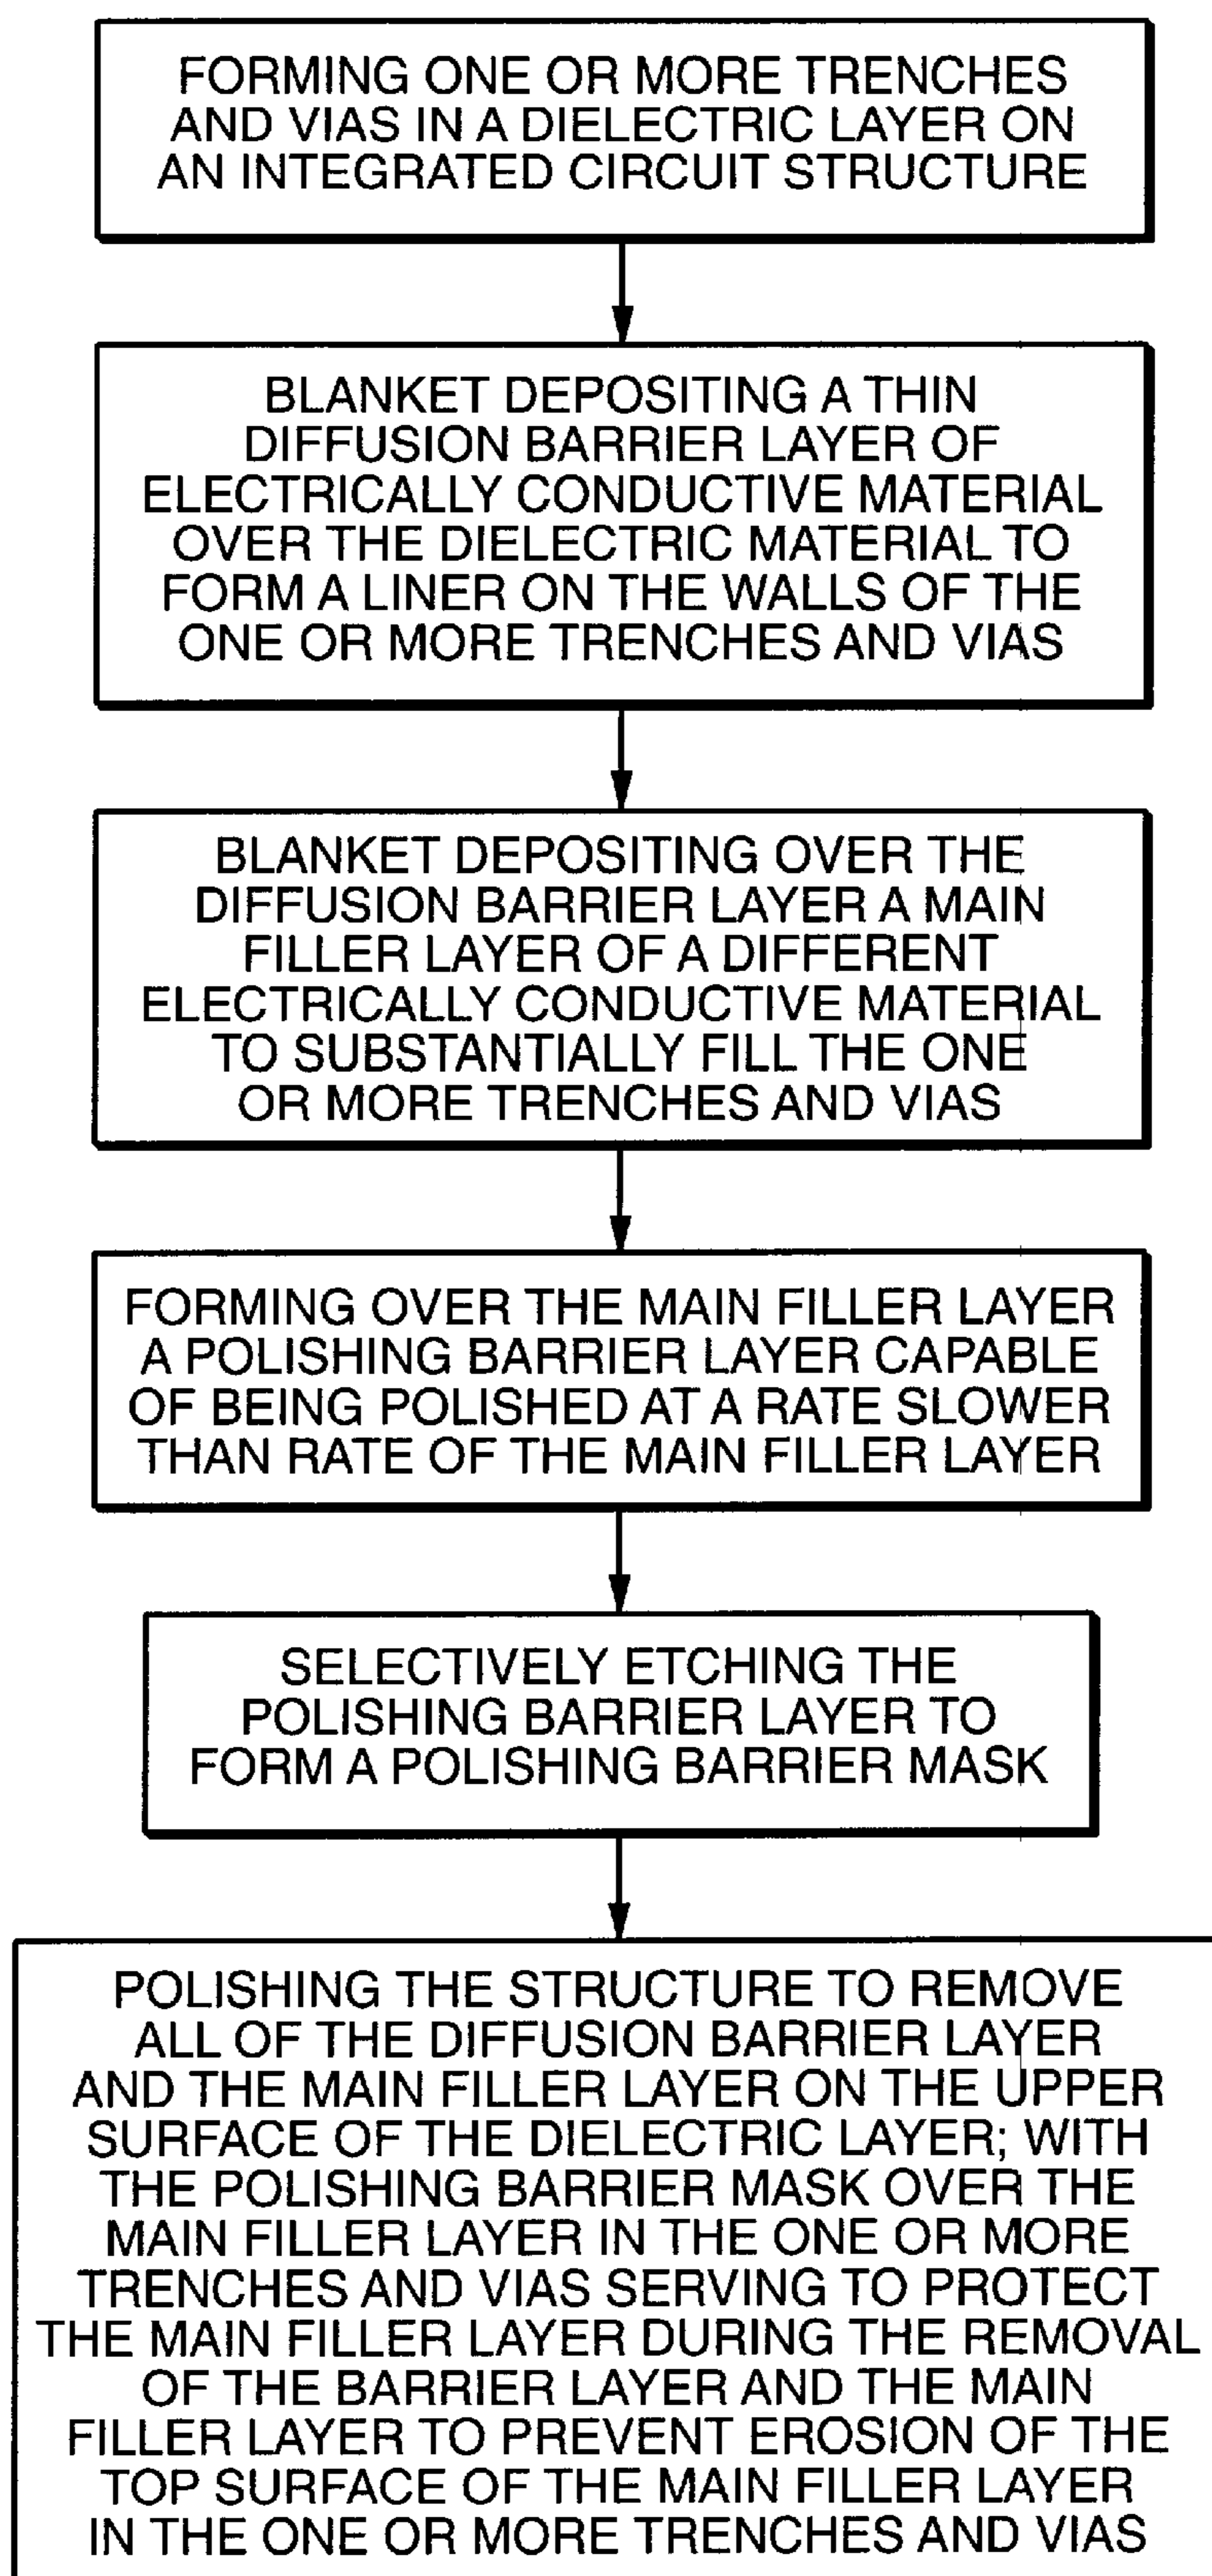 FORMING ONE OR MORE TRENCHES
AND VIAS IN A DIELECTRIC LAYER ON
AN INTEGRATED CIRCUIT STRUCTURE
BLANKET DEPOSITING A THIN
DIFFUSION BARRIER LAYER OF
ELECTRICALLY CONDUCTIVE MATERIAL
OVER THE DIELECTRIC MATERIAL TO
FORM A LINER ON THE WALLS OF THE
ONE OR MORE TRENCHES AND VIAS
BLANKET DEPOSITING OVER THE
DIFFUSION BARRIER LAYER A MAIN
FILLER LAYER OF A DIFFERENT
ELECTRICALLY CONDUCTIVE MATERIAL
TO SUBSTANTIALLY FILL THE ONE
OR MORE TRENCHES AND VIAS
FORMING OVER THE MAIN FILLER LAYER
A POLISHING BARRIER LAYER CAPABLE
OF BEING POLISHED AT A RATE SLOWER
THAN RATE OF THE MAIN FILLER LAYER
SELECTIVELY ETCHING THE
POLISHING BARRIER LAYER TO
FORM A POLISHING BARRIER MASK
POLISHING THE STRUCTURE TO REMOVE
ALL OF THE DIFFUSION BARRIER LAYER
AND THE MAIN FILLER LAYER ON THE UPPER
SURFACE OF THE DIELECTRIC LAYER; WITH
THE POLISHING BARRIER MASK OVER THE
MAIN FILLER LAYER IN THE ONE OR MORE
TRENCHES AND VIAS SERVING TO PROTECT
THE MAIN FILLER LAYER DURING THE REMOVAL
OF THE BARRIER LAYER AND THE MAIN
FILLER LAYER TO PREVENT EROSION OF THE
TOP SURFACE OF THE MAIN FILLER LAYER
IN THE ONE OR MORE TRENCHES AND VIAS